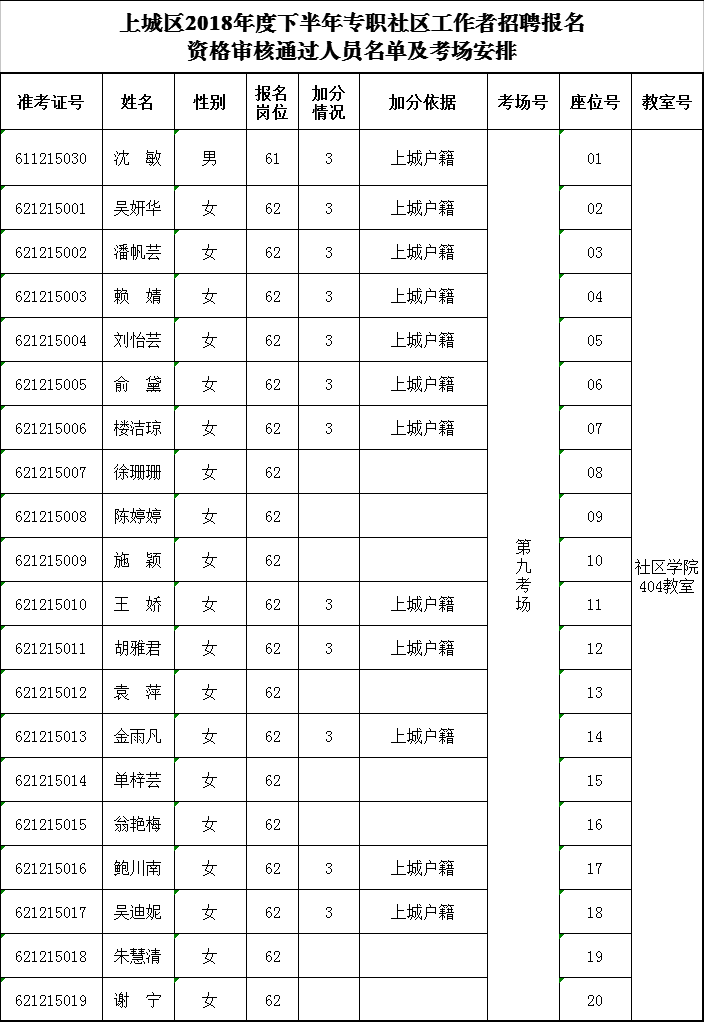 上城区2018年度下半年专职社区工作者招聘报名
资格审核通过人员名单及考场安排
准考证号 姓名 性别 报名岗位 加分情况 加分依据 考场号 座位号 教室号
611215030 沈　敏 男 61 3 上城户籍 01
621215001 吴妍华 女 62 3 上城户籍 02
621215002 潘帆芸 女 62 3 上城户籍 03
621215003 赖　婧 女 62 3 上城户籍 04
621215004 刘怡芸 女 62 3 上城户籍 05
621215005 俞　黛 女 62 3 上城户籍 06
621215006 楼洁琼 女 62 3 上城户籍 07
621215007 徐珊珊 女 62 08
621215008 陈婷婷 女 62 09
621215009 施　颖 女 62 第九考场 10 社区学院404教室
621215010 王　娇 女 62 3 上城户籍 11
621215011 胡雅君 女 62 3 上城户籍 12
621215012 袁　萍 女 62 13
621215013 金雨凡 女 62 3 上城户籍 14
621215014 单梓芸 女 62 15
621215015 翁艳梅 女 62 16
621215016 鲍川南 女 62 3 上城户籍 17
621215017 吴迪妮 女 62 3 上城户籍 18
621215018 朱慧清 女 62 19
621215019 谢　宁 女 62 20